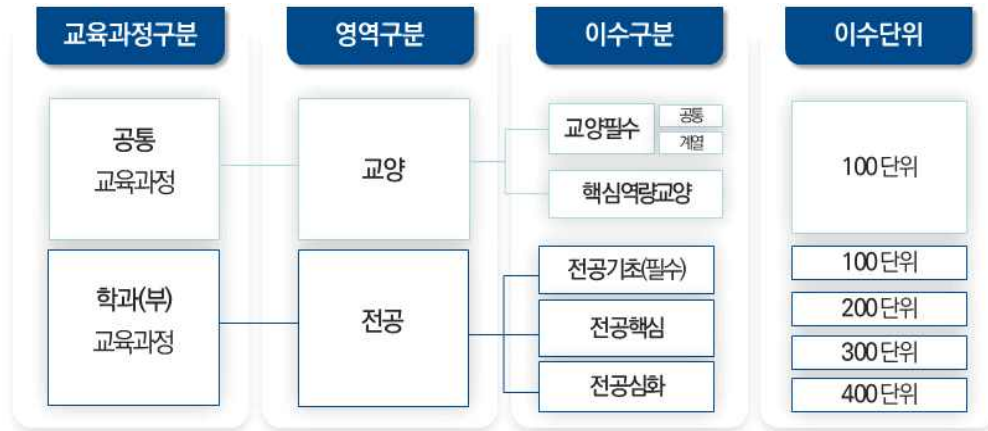 교육과정구분
영역구분
이수구분
이수단위
공통
교육과정
교양
교양필수
공통
계열
핵심역량교양
100단위
학과(부)
교육과정
전공
전공기초(필수)
전공핵심
전공심화
100단위
200단위
300단위
400단위